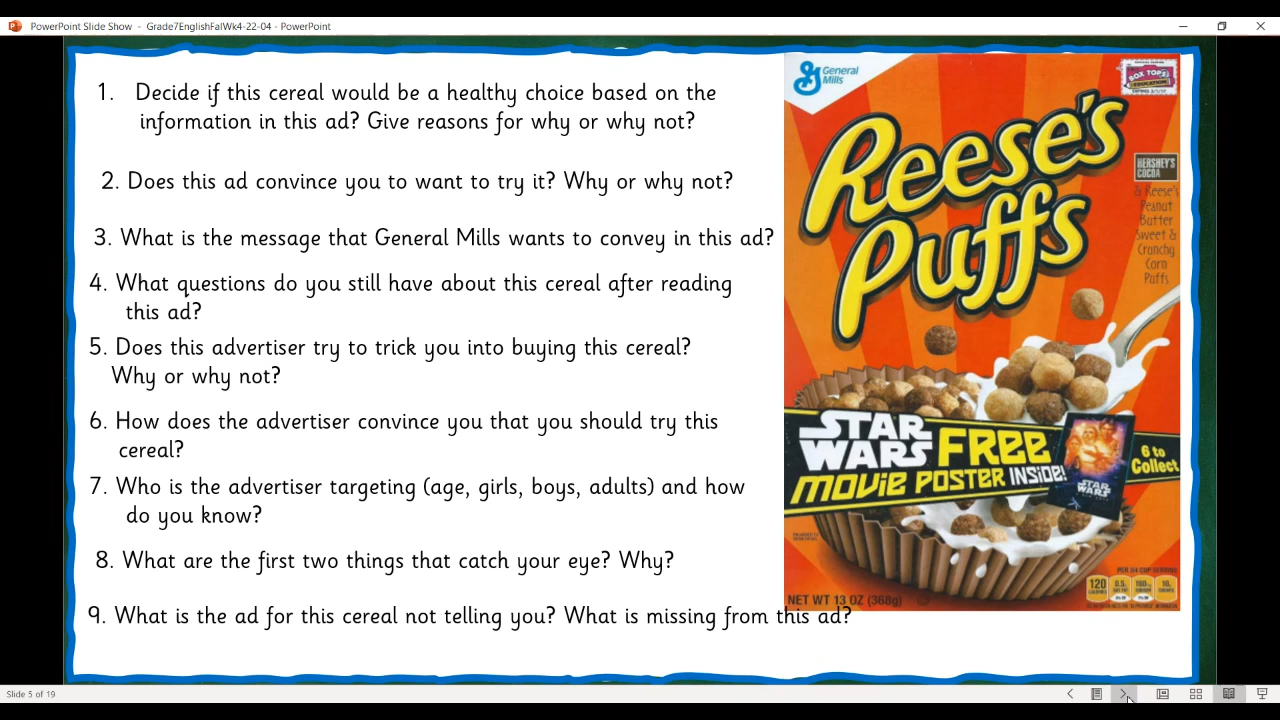 PowerPoint Slide Show - Grade7EnglishFalWk4-22-04 - PowerPoint
1. Decide if this cereal would be a healthy choice based on the
information in this ad? Give reasons for why or why not?
2. Does this ad convince you to want to try it? Why or why not?
3. What is the message that General Mills wants to convey in this ad?
4. What questions do you still have about this cereal after reading
this ad?
5. Does this advertiser try to trick you into buying this cereal?
Why or why not?
6. How does the advertiser convince you that you should try this
cereal?
7. Who is the advertiser targeting (age, girls, boys, adults) and how
do you know?
8. What are the first two things that catch your eye? Why?
9. What is the ad for this cereal not telling you? What is missing from this ad?
General
Mills
BOX TOPS
EDUCATION
Reese's
Puffs
HERSHEY'S
COCOA
& Reese's
Peanut
Butter
Sweet &
Crunchy
Corn
Puffs
STAR
WARS
FREE
MOVIE POSTER INSIDE!
STAR
WARS
6 to
Collect
PER 3/4 CUP SERVING
120
CALORIES
NET WT 13 OZ (368g)
Slide 5 of 19